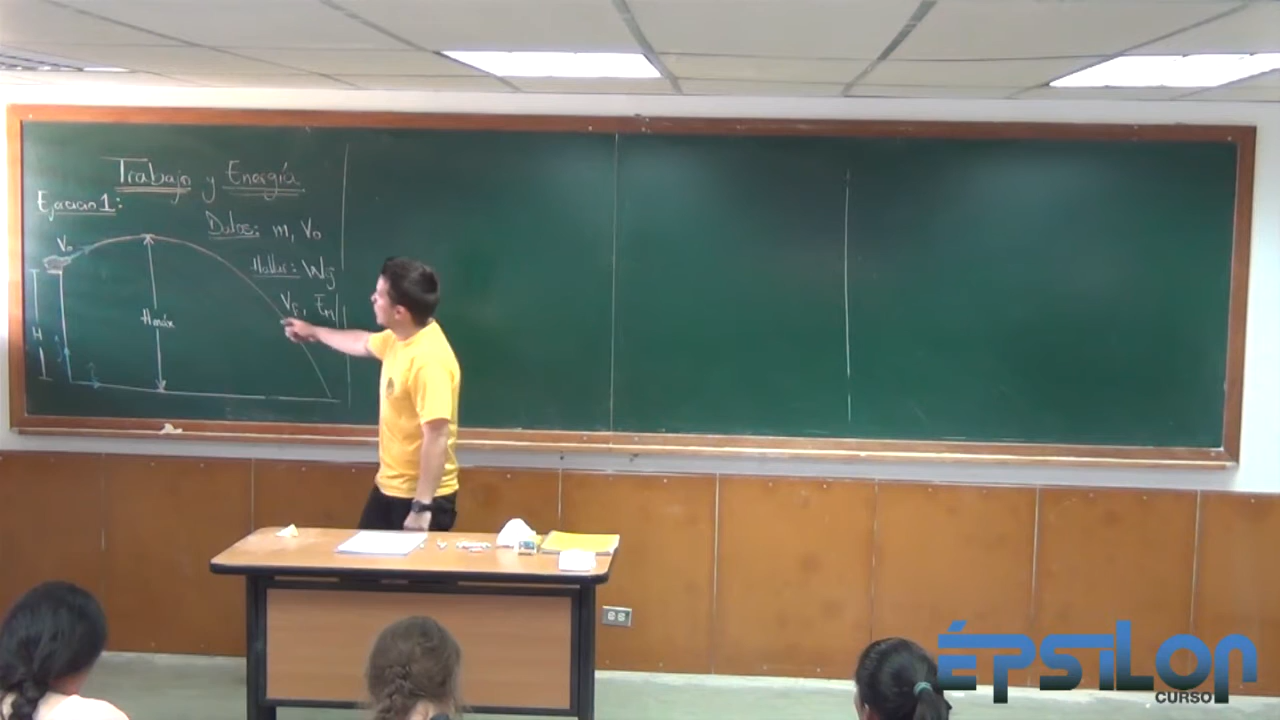 Trabajo y Energía
Ejercicio 1:
Datos: m, V₀
V₀
Hallar: Wg
Vf, EM
Hmáx
H
ÉPSILON
CURSO